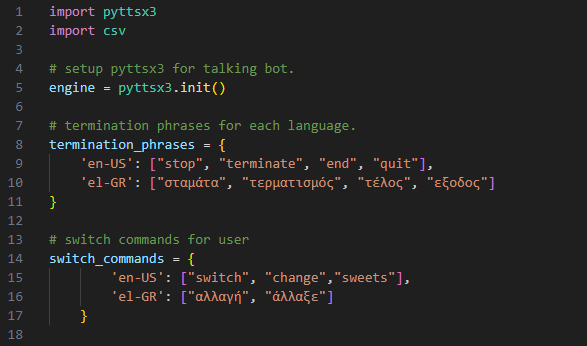 1 import pyttsx3
2 import csv
3
4 # setup pyttsx3 for talking bot.
5 engine = pyttsx3.init()
6
7 # termination phrases for each language.
8 termination_phrases = {
9     'en-US': ["stop", "terminate", "end", "quit"],
10     'el-GR': ["σταμάτα", "τερματισμός", "τέλος", "εξοδος"]
11 }
12
13 # switch commands for user
14 switch_commands = {
15         'en-US': ["switch", "change","sweets"],
16         'el-GR': ["αλλαγή", "άλλαξε"]
17     }
18